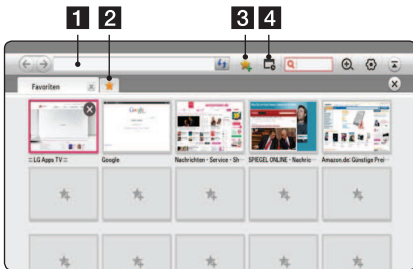 1 2 3 4
Favoriten
::LG Apps TV ::
Google
Nachrichten - Service - Sh···
SPIEGEL ONLINE - Nachric···
Amazon.de: Günstige Prei···